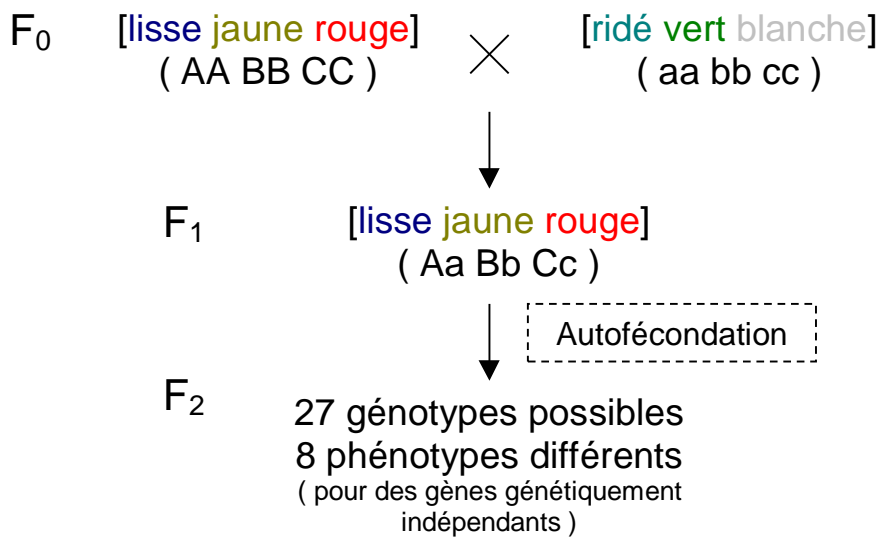 F₀ [lisse jaune rouge] [ridé vert blanche]
( AA BB CC ) ( aa bb cc )
F₁ [lisse jaune rouge]
( Aa Bb Cc )
Autofécondation
F₂ 27 génotypes possibles
8 phénotypes différents
( pour des gènes génétiquement
indépendants )